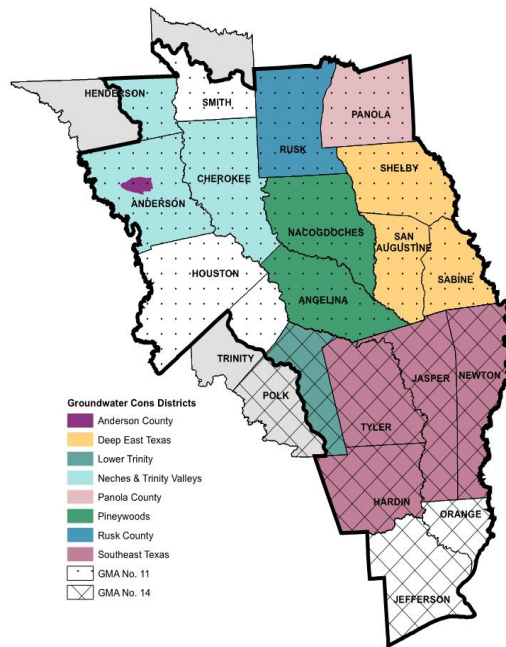 HENDERSON
SMITH
PANOLA
RUSK
CHEROKEE
SHELBY
ANDERSON
NACOGDOCHES
SAN
AUGUSTINE
HOUSTON
SABINE
ANGELINA
TRINITY
JASPER
NEWTON
POLK
TYLER
Groundwater Cons Districts
Anderson County
Deep East Texas
Lower Trinity
Neches & Trinity Valleys
Panola County
Pineywoods
Rusk County
Southeast Texas
GMA No. 11
GMA No. 14
HARDIN
ORANGE
JEFFERSON